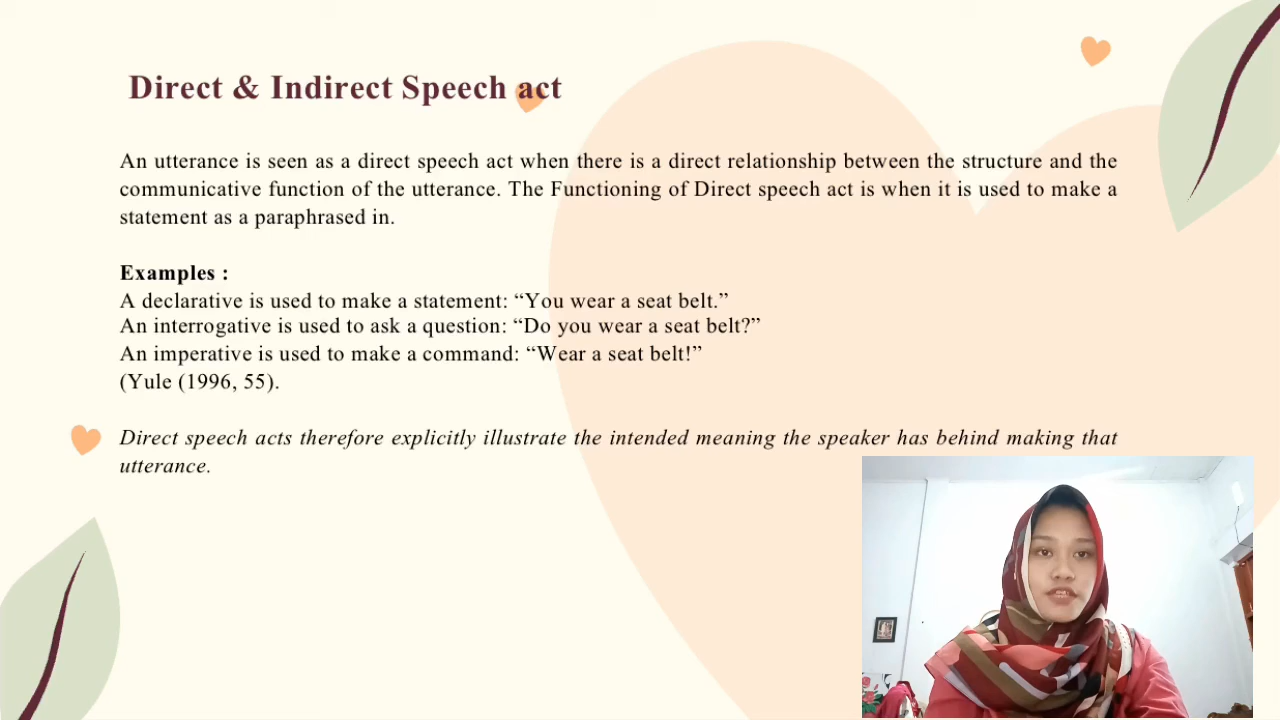 Direct & Indirect Speech act
An utterance is seen as a direct speech act when there is a direct relationship between the structure and the
communicative function of the utterance. The Functioning of Direct speech act is when it is used to make a
statement as a paraphrased in.
Examples :
A declarative is used to make a statement: “You wear a seat belt.”
An interrogative is used to ask a question: “Do you wear a seat belt?”
An imperative is used to make a command: “Wear a seat belt!”
(Yule (1996, 55).
Direct speech acts therefore explicitly illustrate the intended meaning the speaker has behind making that
utterance.